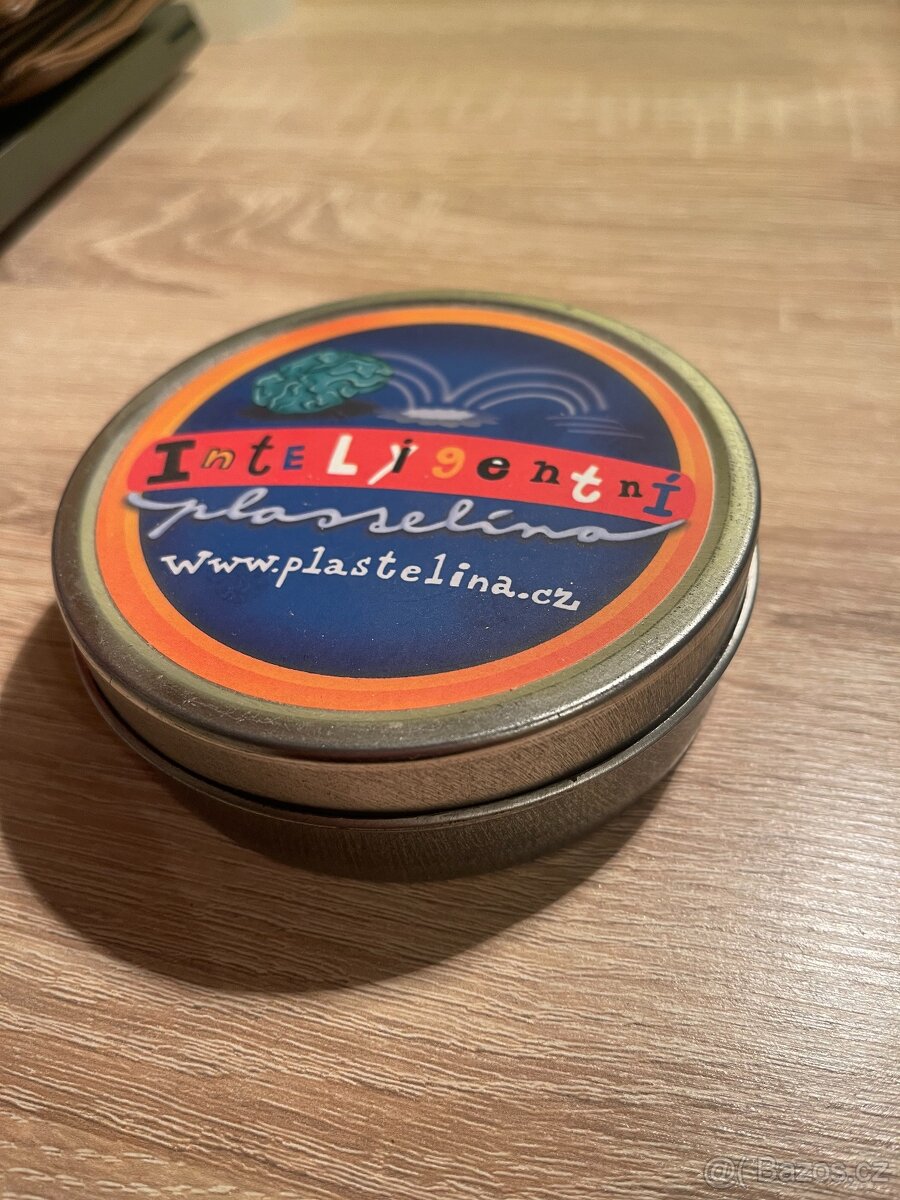 InteLigentní
plastelína
www.plastelina.cz
@(Bazos.cz